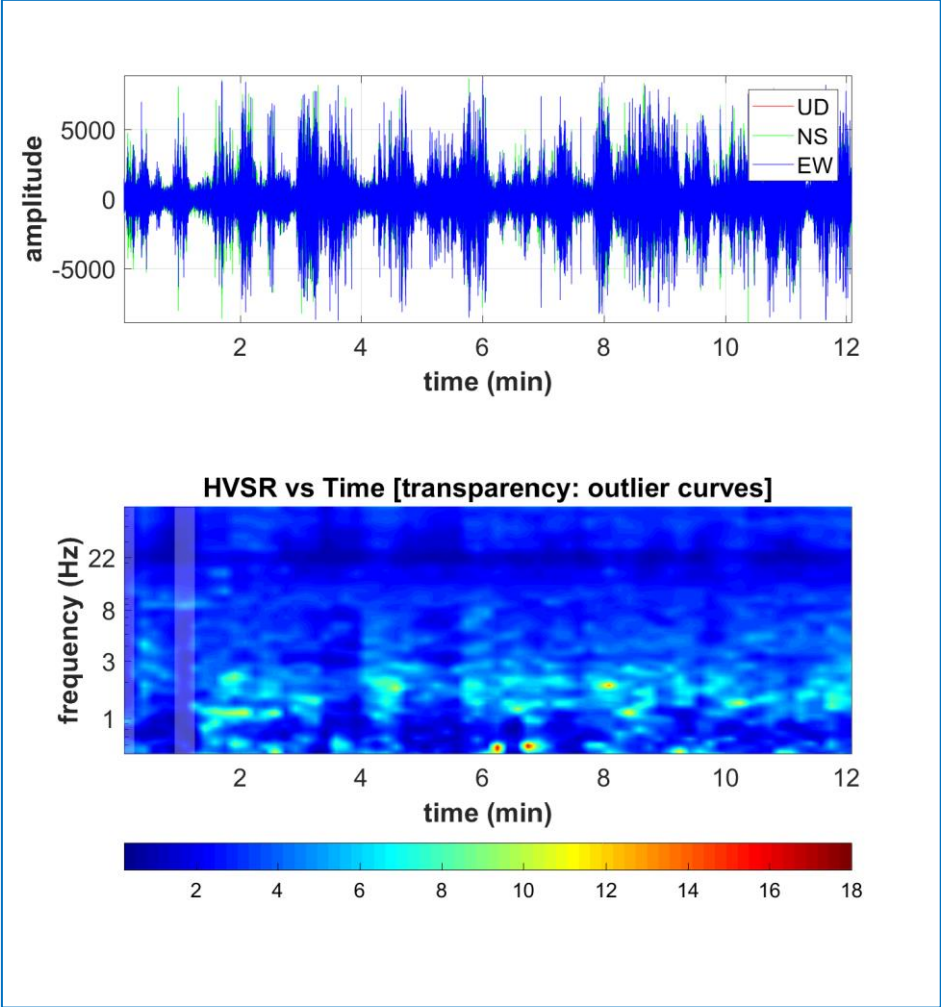 5000
0
-5000
amplitude
UD
NS
EW
2 4 6 8 10 12
time (min)
HVSR vs Time [transparency: outlier curves]
22
8
3
1
frequency (Hz)
2 4 6 8 10 12
time (min)
2 4 6 8 10 12 14 16 18